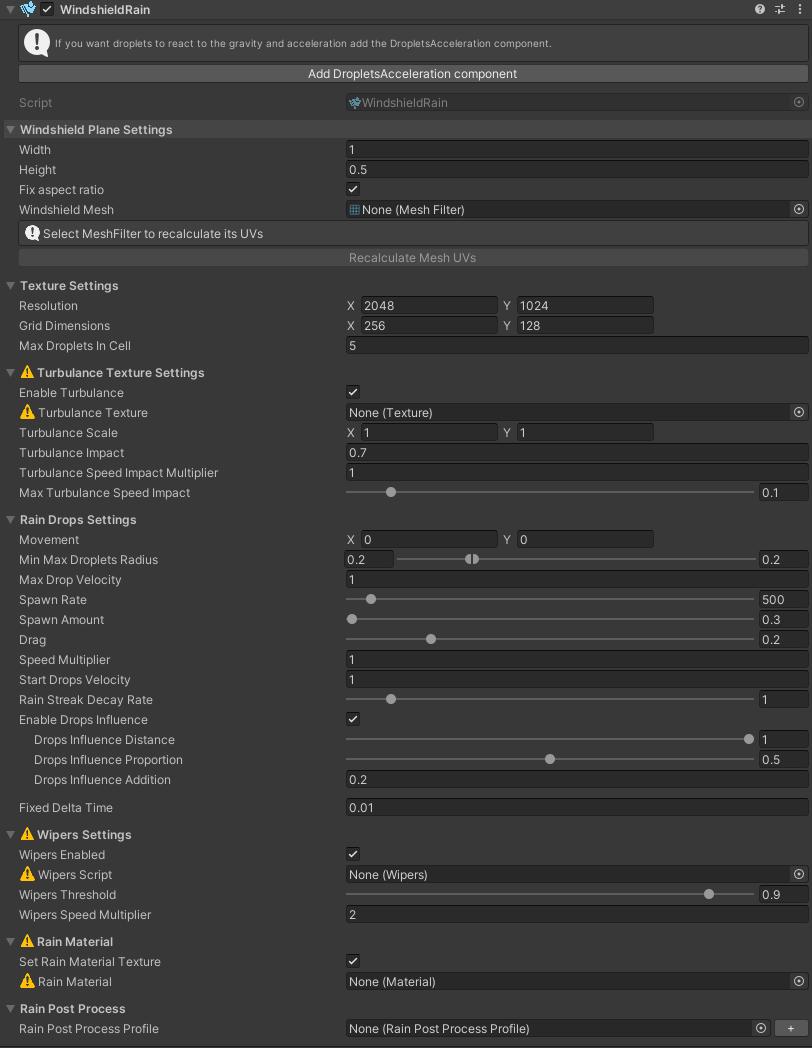 WindshieldRain
If you want droplets to react to the gravity and acceleration add the DropletsAcceleration component.
Add DropletsAcceleration component
Script WindshieldRain
Windshield Plane Settings
Width 1
Height 0.5
Fix aspect ratio
Windshield Mesh None (Mesh Filter)
Select MeshFilter to recalculate its UVs
Recalculate Mesh UVs
Texture Settings
Resolution X 2048 Y 1024
Grid Dimensions X 256 Y 128
Max Droplets In Cell 5
Turbulance Texture Settings
Enable Turbulance
Turbulance Texture None (Texture)
Turbulance Scale X 1 Y 1
Turbulance Impact 0.7
Turbulance Speed Impact Multiplier 1
Max Turbulance Speed Impact 0.1
Rain Drops Settings
Movement X 0 Y 0
Min Max Droplets Radius 0.2 0.2
Max Drop Velocity 1
Spawn Rate 500
Spawn Amount 0.3
Drag 0.2
Speed Multiplier 1
Start Drops Velocity 1
Rain Streak Decay Rate 1
Enable Drops Influence
Drops Influence Distance 1
Drops Influence Proportion 0.5
Drops Influence Addition 0.2
Fixed Delta Time 0.01
Wipers Settings
Wipers Enabled
Wipers Script None (Wipers)
Wipers Threshold 0.9
Wipers Speed Multiplier 2
Rain Material
Set Rain Material Texture
Rain Material None (Material)
Rain Post Process
Rain Post Process Profile None (Rain Post Process Profile) +